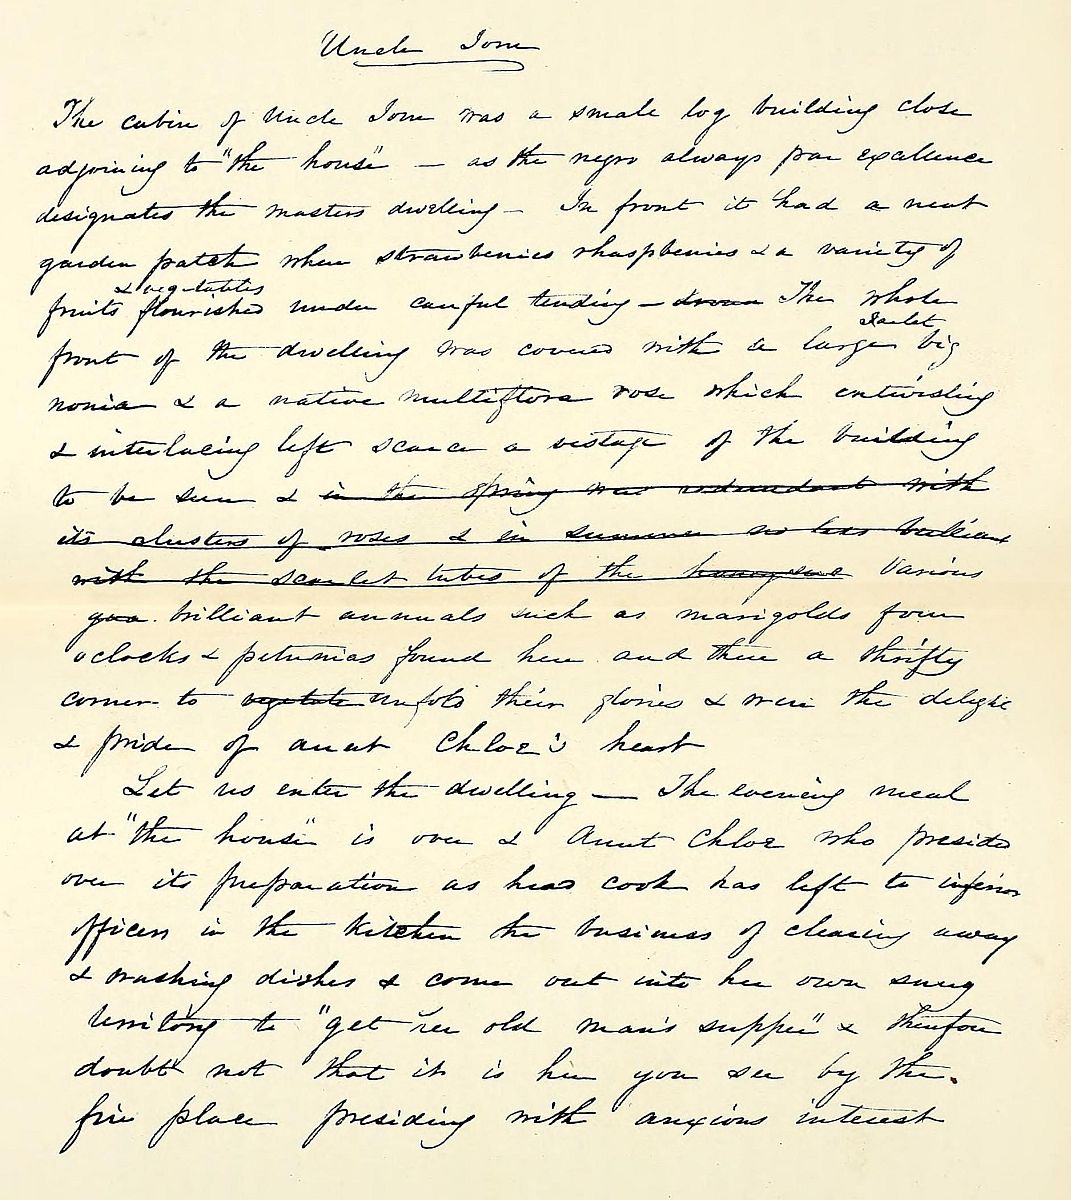 Uncle Tom
The cabin of Uncle Tom was a small log building close
adjoining to "the house" — as the negro always par excellence
designates the masters dwelling — In front it had a neat
garden patch where strawberries rhaspberries & a variety of
& vegetables
fruits flourished under careful tending — The whole
scarlet
front of the dwelling was covered with a large big
nonia & a native multiflora rose which entwisting
& interlacing left scarce a vestage of the building
to be seen & in the spring was redundant with
its clusters of roses & in summer no less brilliant
with the scarlet tubes of the honeysuc Various
gua brilliant annuals such as marigolds four
oclocks & petunias found here and there a thrifty
corner to vegetate unfold their glories & were the delight
& pride of aunt Chloe's heart
Let us enter the dwelling — The evening meal
at "the house" is over & Aunt Chloe who presided
over its preparation as head cook has left to inferior
officers in the kitchen the business of clearing away
& washing dishes & come out into her own snug
territory to "get her old man's supper" & therefore
doubt not that it is her you see by the
fire place presiding with anxious interest